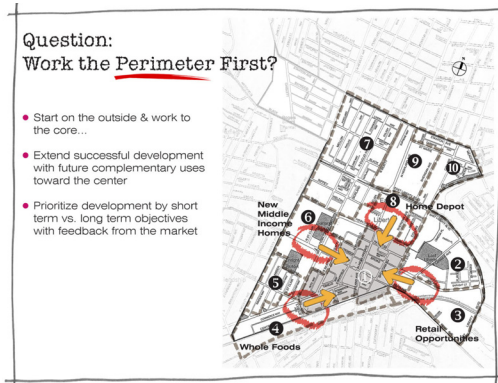 Question:
Work the Perimeter First?
Start on the outside & work to
the core...
Extend successful development
with future complementary uses
toward the center
Prioritize development by short
term vs. long term objectives
with feedback from the market
7
9
10
8
Home Depot
New
Middle
Income
Homes
6
2
5
3
4
Retail
Opportunities
Whole Foods